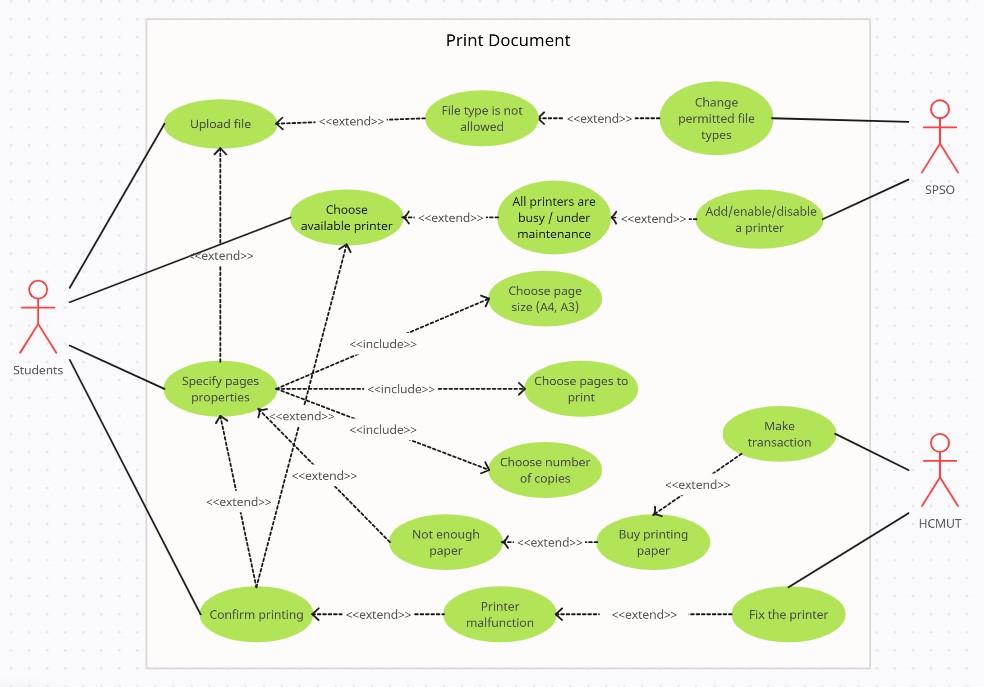 Print Document
Upload file
<<extend>>
File type is not
allowed
<<extend>>
Change
permitted file
types
SPSO
Choose
available printer
<<extend>>
All printers are
busy / under
maintenance
<<extend>>
Add/enable/disable
a printer
<<extend>>
Choose page
size (A4, A3)
<<include>>
Students
Specify pages
properties
<<include>>
Choose pages to
print
<<extend>>
<<include>>
Make
transaction
Choose number
of copies
<<extend>>
<<extend>>
<<extend>>
HCMUT
Not enough
paper
<<extend>>
Buy printing
paper
Confirm printing
<<extend>>
Printer
malfunction
<<extend>>
Fix the printer